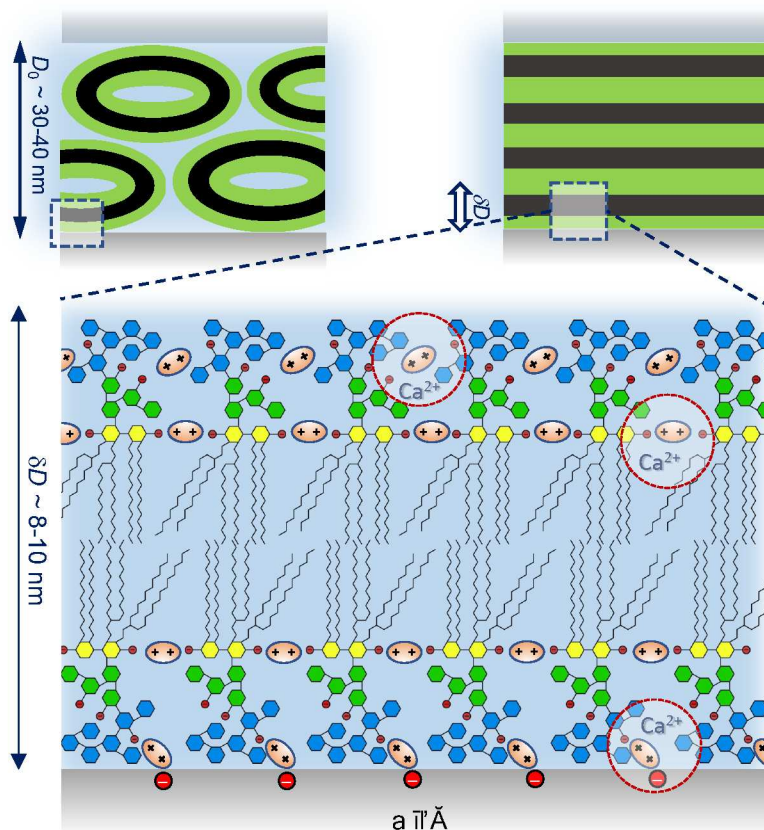 D₀ ~ 30-40 nm
δD
δD ~ 8-10 nm
Ca²⁺
Ca²⁺
Ca²⁺